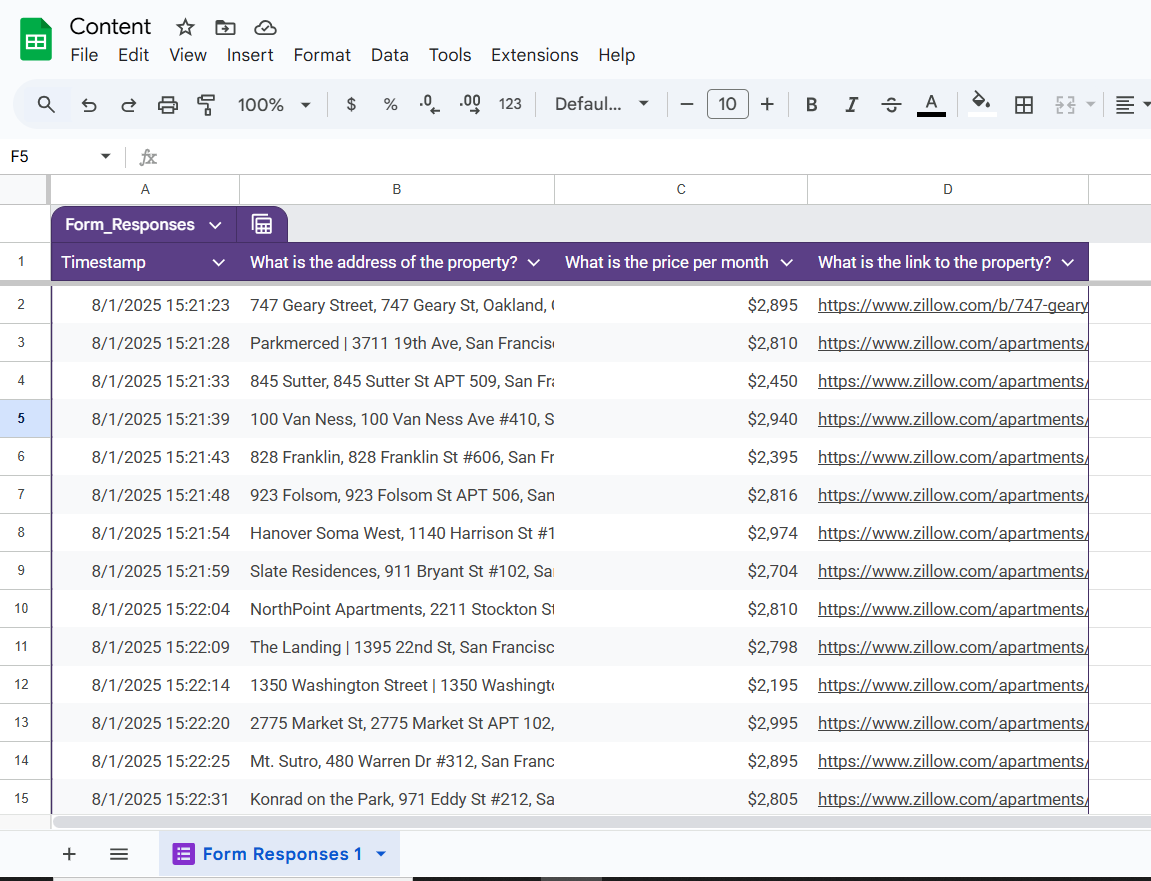 Content
File Edit View Insert Format Data Tools Extensions Help
100% $ % .0 .00 123 Defaul... 10 B I S A
F5 fx
A B C D
Form_Responses
1 Timestamp What is the address of the property? What is the price per month What is the link to the property?
2 8/1/2025 15:21:23 747 Geary Street, 747 Geary St, Oakland, $2,895 https://www.zillow.com/b/747-geary
3 8/1/2025 15:21:28 Parkmerced | 3711 19th Ave, San Francis $2,810 https://www.zillow.com/apartments/
4 8/1/2025 15:21:33 845 Sutter, 845 Sutter St APT 509, San Fr $2,450 https://www.zillow.com/apartments/
5 8/1/2025 15:21:39 100 Van Ness, 100 Van Ness Ave #410, S $2,940 https://www.zillow.com/apartments/
6 8/1/2025 15:21:43 828 Franklin, 828 Franklin St #606, San Fr $2,395 https://www.zillow.com/apartments/
7 8/1/2025 15:21:48 923 Folsom, 923 Folsom St APT 506, San $2,816 https://www.zillow.com/apartments/
8 8/1/2025 15:21:54 Hanover Soma West, 1140 Harrison St #1 $2,974 https://www.zillow.com/apartments/
9 8/1/2025 15:21:59 Slate Residences, 911 Bryant St #102, Sa $2,704 https://www.zillow.com/apartments/
10 8/1/2025 15:22:04 NorthPoint Apartments, 2211 Stockton St $2,810 https://www.zillow.com/apartments/
11 8/1/2025 15:22:09 The Landing | 1395 22nd St, San Francisc $2,798 https://www.zillow.com/apartments/
12 8/1/2025 15:22:14 1350 Washington Street | 1350 Washingt $2,195 https://www.zillow.com/apartments/
13 8/1/2025 15:22:20 2775 Market St, 2775 Market St APT 102, $2,995 https://www.zillow.com/apartments/
14 8/1/2025 15:22:25 Mt. Sutro, 480 Warren Dr #312, San Franc $2,895 https://www.zillow.com/apartments/
15 8/1/2025 15:22:31 Konrad on the Park, 971 Eddy St #212, Sa $2,805 https://www.zillow.com/apartments/
Form Responses 1